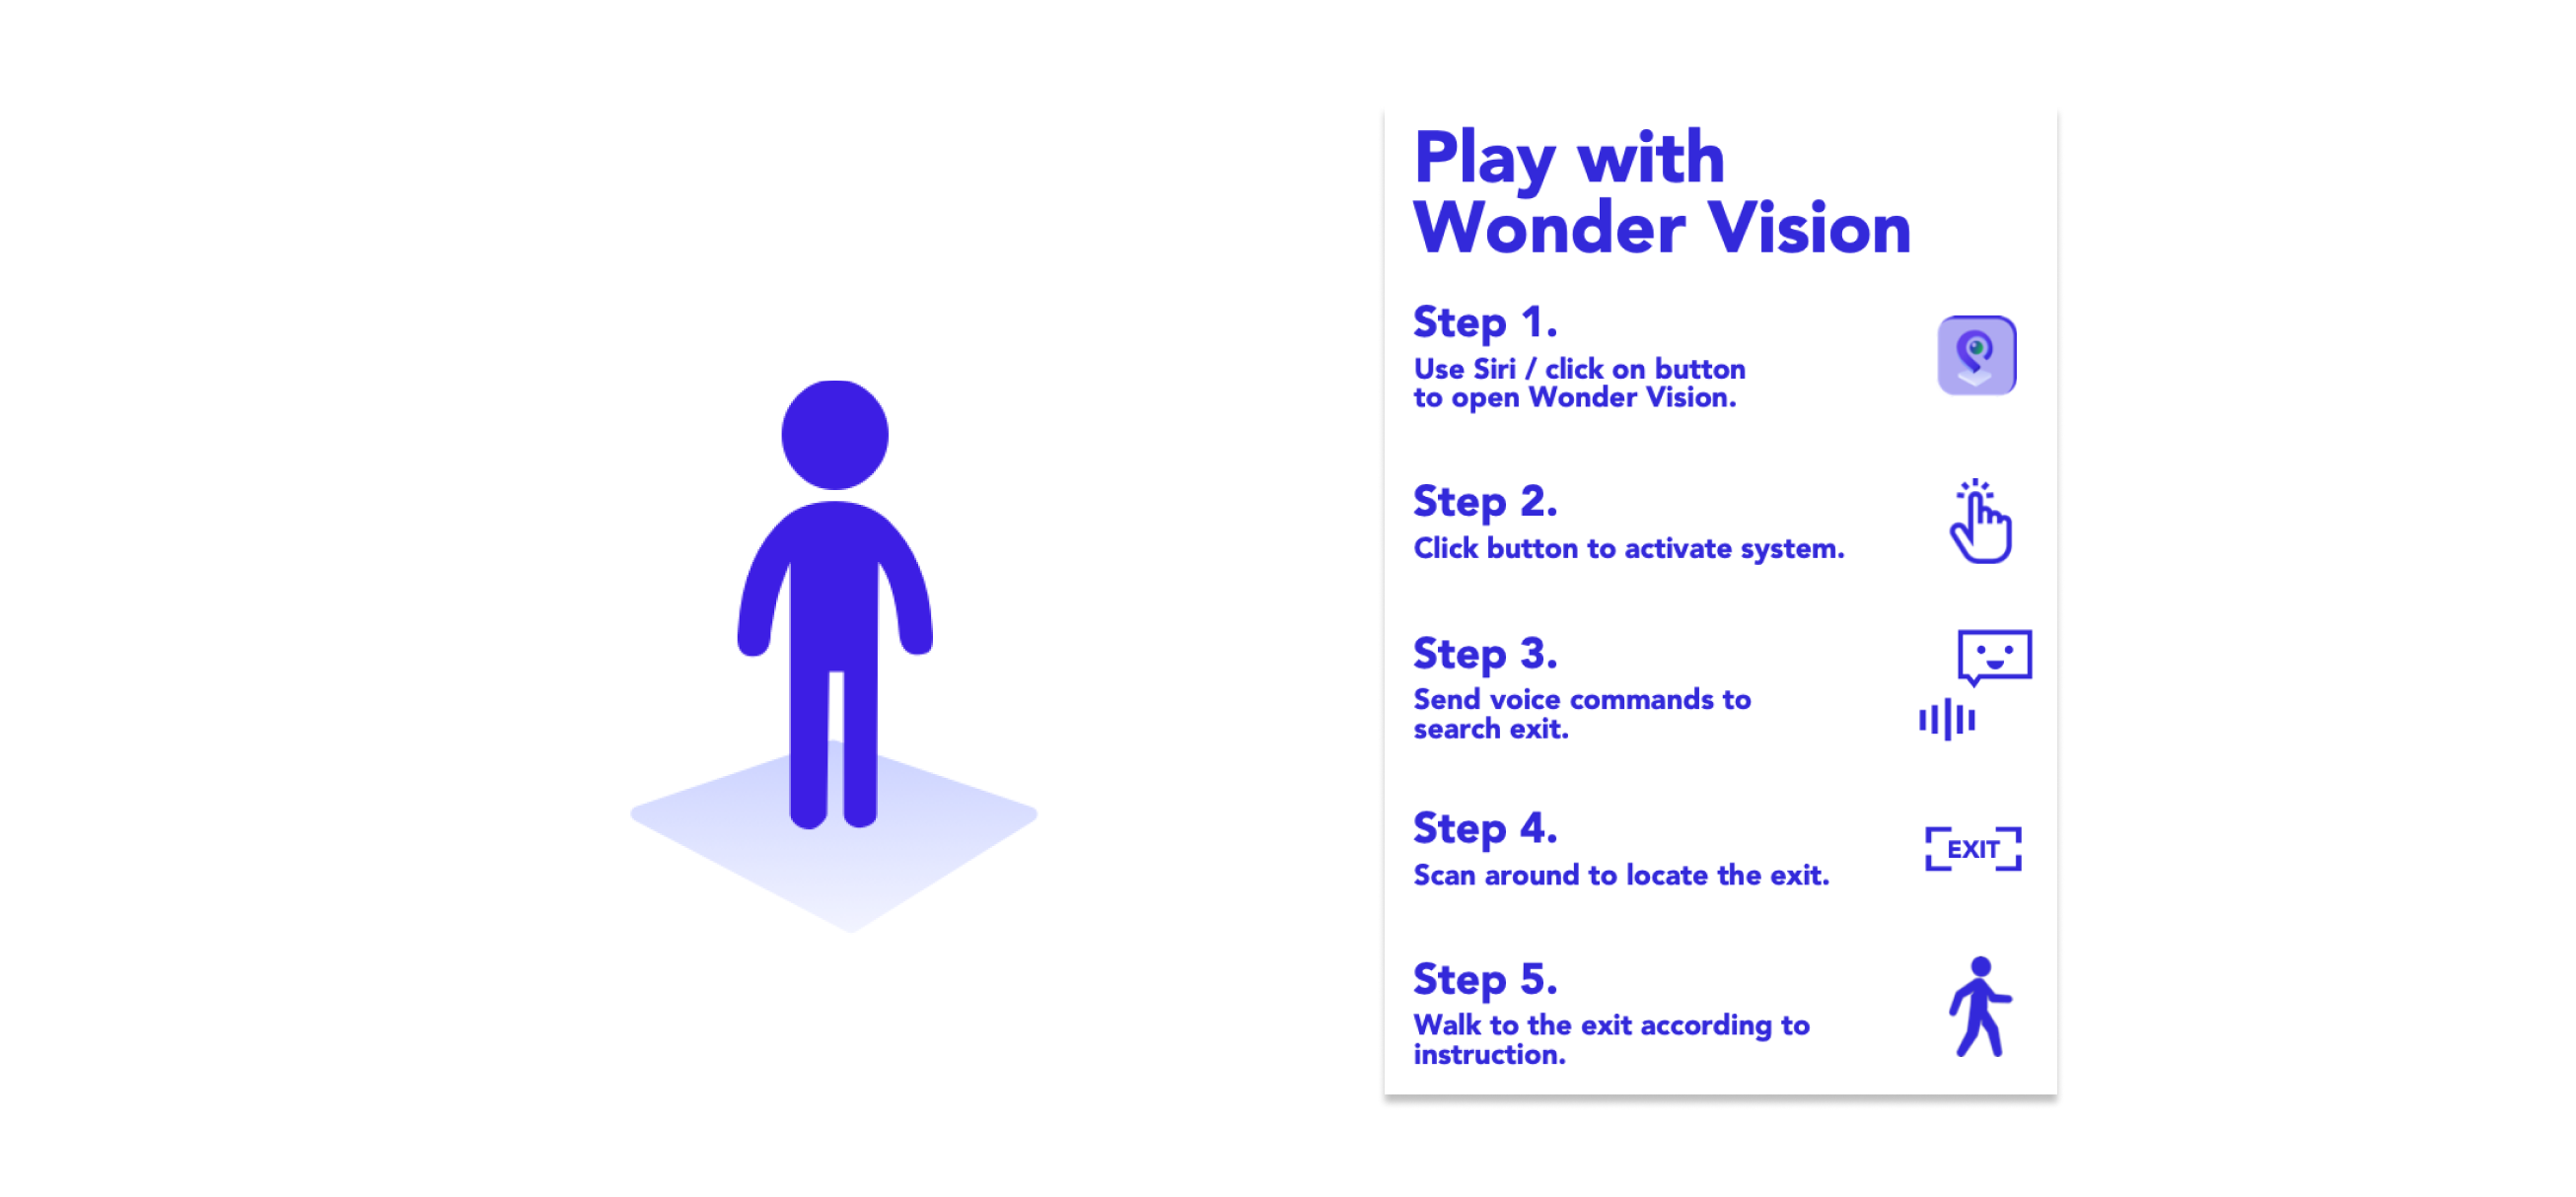 Play with
Wonder Vision
Step 1.
Use Siri / click on button
to open Wonder Vision.
Step 2.
Click button to activate system.
Step 3.
Send voice commands to
search exit.
Step 4.
Scan around to locate the exit.
EXIT
Step 5.
Walk to the exit according to
instruction.